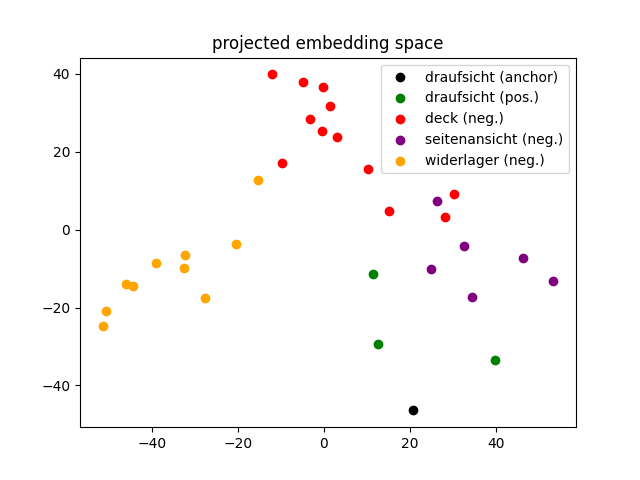 projected embedding space
draufsicht (anchor)
draufsicht (pos.)
deck (neg.)
seitenansicht (neg.)
widerlager (neg.)
40
20
0
−20
−40
−40
−20
0
20
40